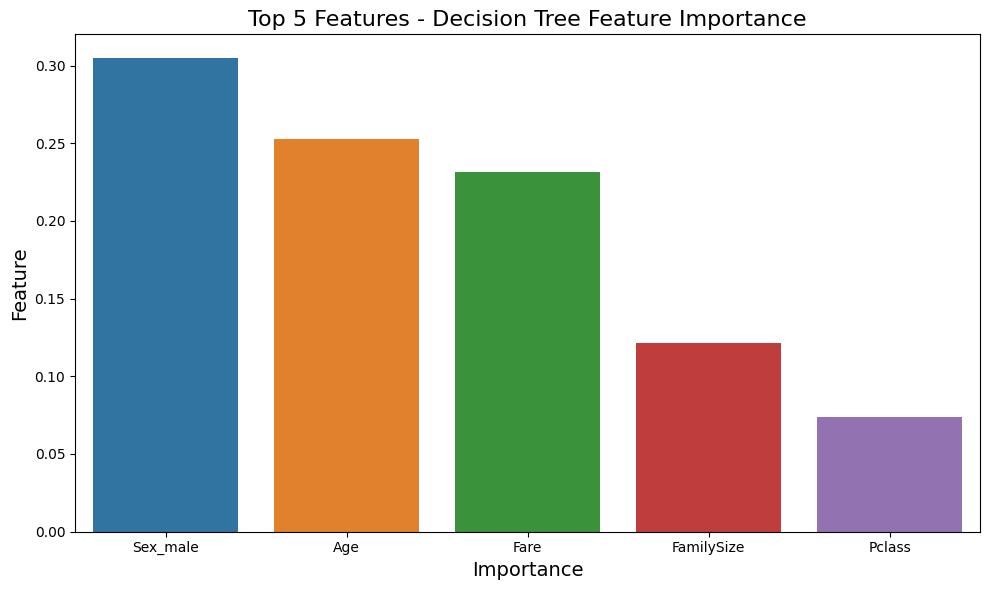 Top 5 Features - Decision Tree Feature Importance
Feature
0.30
0.25
0.20
0.15
0.10
0.05
0.00
Sex_male Age Fare FamilySize Pclass
Importance